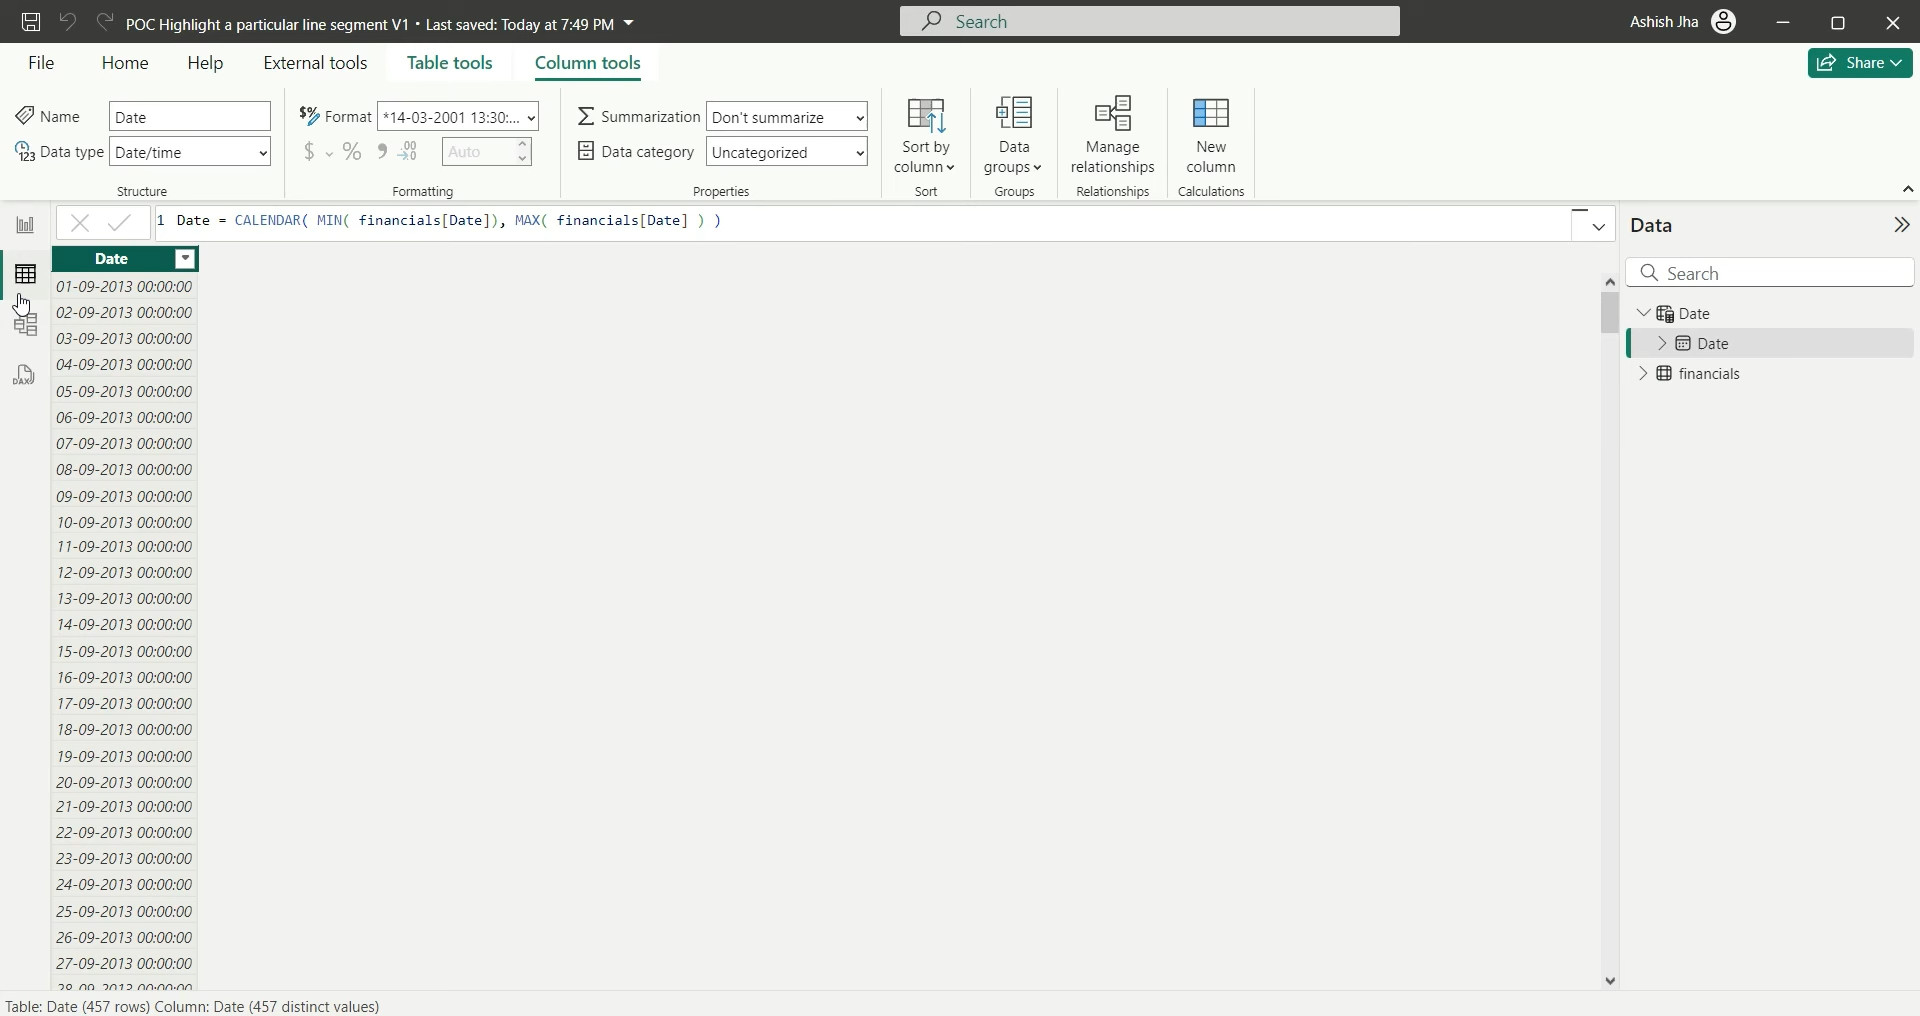 POC Highlight a particular line segment V1 • Last saved: Today at 7:49 PM
Search
Ashish Jha
File
Home
Help
External tools
Table tools
Column tools
Share
Name
Date
Data type
Date/time
Structure
Format
*14-03-2001 13:30:...
$
%
Auto
Formatting
Summarization
Don't summarize
Data category
Uncategorized
Properties
Sort by
column
Sort
Data
groups
Groups
Manage
relationships
Relationships
New
column
Calculations
1 Date = CALENDAR( MIN( financials[Date]), MAX( financials[Date] ) )
DAX
Date
01-09-2013 00:00:00
02-09-2013 00:00:00
03-09-2013 00:00:00
04-09-2013 00:00:00
05-09-2013 00:00:00
06-09-2013 00:00:00
07-09-2013 00:00:00
08-09-2013 00:00:00
09-09-2013 00:00:00
10-09-2013 00:00:00
11-09-2013 00:00:00
12-09-2013 00:00:00
13-09-2013 00:00:00
14-09-2013 00:00:00
15-09-2013 00:00:00
16-09-2013 00:00:00
17-09-2013 00:00:00
18-09-2013 00:00:00
19-09-2013 00:00:00
20-09-2013 00:00:00
21-09-2013 00:00:00
22-09-2013 00:00:00
23-09-2013 00:00:00
24-09-2013 00:00:00
25-09-2013 00:00:00
26-09-2013 00:00:00
27-09-2013 00:00:00
28-09-2013 00:00:00
Data
Search
Date
Date
financials
Table: Date (457 rows) Column: Date (457 distinct values)